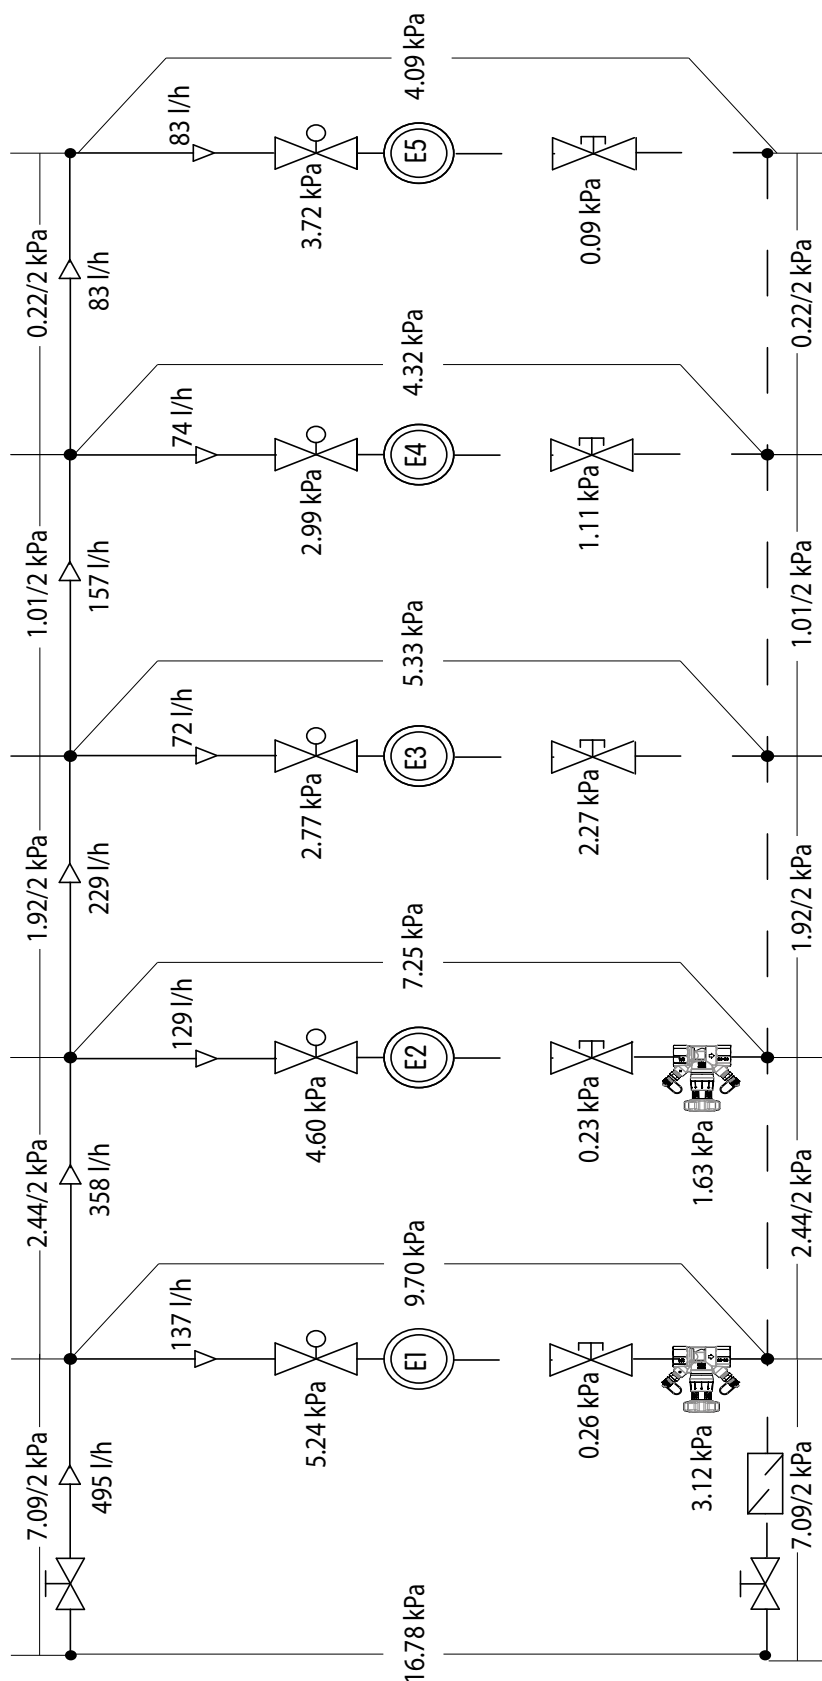 4.09 kPa
83 l/h
E5
3.72 kPa
0.09 kPa
0.22/2 kPa
83 l/h
0.22/2 kPa
4.32 kPa
74 l/h
E4
2.99 kPa
1.11 kPa
1.01/2 kPa
157 l/h
1.01/2 kPa
5.33 kPa
72 l/h
E3
2.77 kPa
2.27 kPa
1.92/2 kPa
229 l/h
1.92/2 kPa
7.25 kPa
129 l/h
E2
4.60 kPa
0.23 kPa
1.63 kPa
2.44/2 kPa
358 l/h
2.44/2 kPa
9.70 kPa
137 l/h
E1
5.24 kPa
0.26 kPa
3.12 kPa
7.09/2 kPa
495 l/h
7.09/2 kPa
16.78 kPa